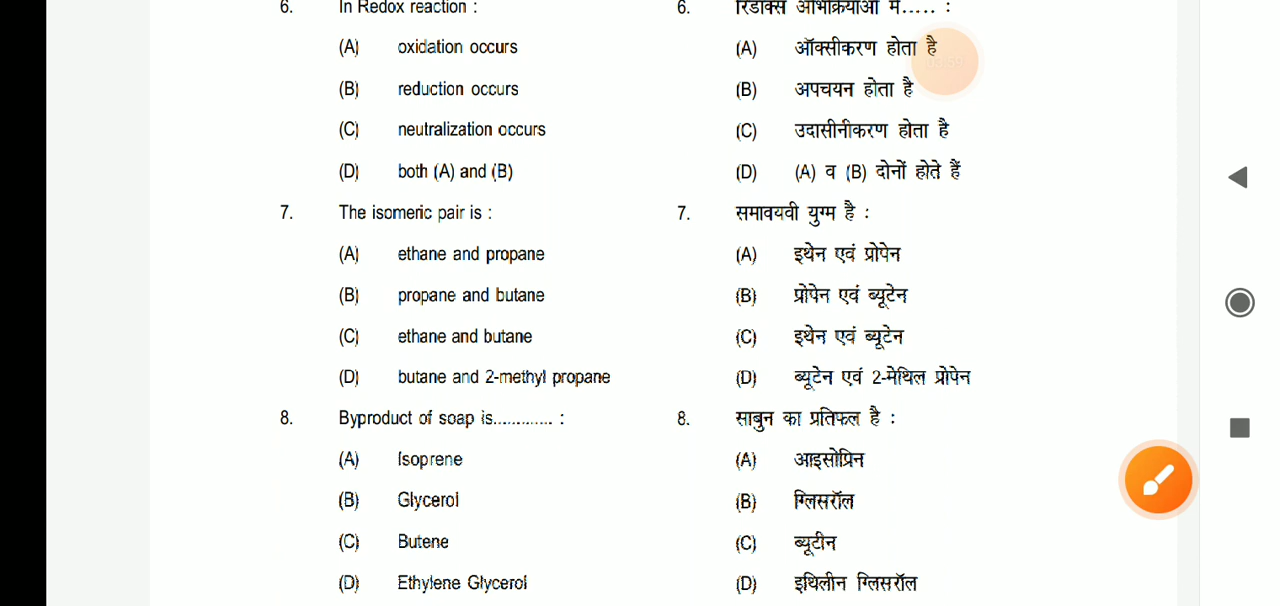 6. In Redox reaction :
(A) oxidation occurs
(B) reduction occurs
(C) neutralization occurs
(D) both (A) and (B)
7. The isomeric pair is :
(A) ethane and propane
(B) propane and butane
(C) ethane and butane
(D) butane and 2-methyl propane
8. Byproduct of soap is............ :
(A) Isoprene
(B) Glycerol
(C) Butene
(D) Ethylene Glycerol
6. रिडॉक्स अभिक्रियाओं में..... :
(A) ऑक्सीकरण होता है
(B) अपचयन होता है
(C) उदासीनीकरण होता है
(D) (A) व (B) दोनों होते हैं
7. समावयवी युग्म है :
(A) इथेन एवं प्रोपेन
(B) प्रोपेन एवं ब्यूटेन
(C) इथेन एवं ब्यूटेन
(D) ब्यूटेन एवं 2-मेथिल प्रोपेन
8. साबुन का प्रतिफल है :
(A) आइसोप्रिन
(B) ग्लिसरॉल
(C) ब्यूटीन
(D) इथिलीन ग्लिसरॉल